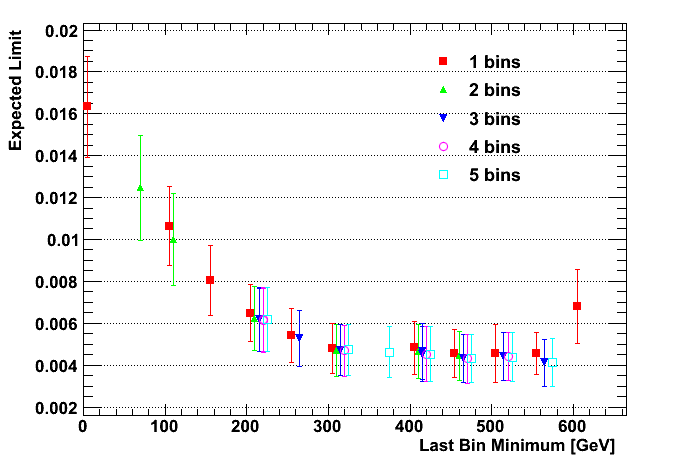 Expected Limit
0.02
0.018
0.016
0.014
0.012
0.01
0.008
0.006
0.004
0.002
1 bins
2 bins
3 bins
4 bins
5 bins
0 100 200 300 400 500 600
Last Bin Minimum [GeV]